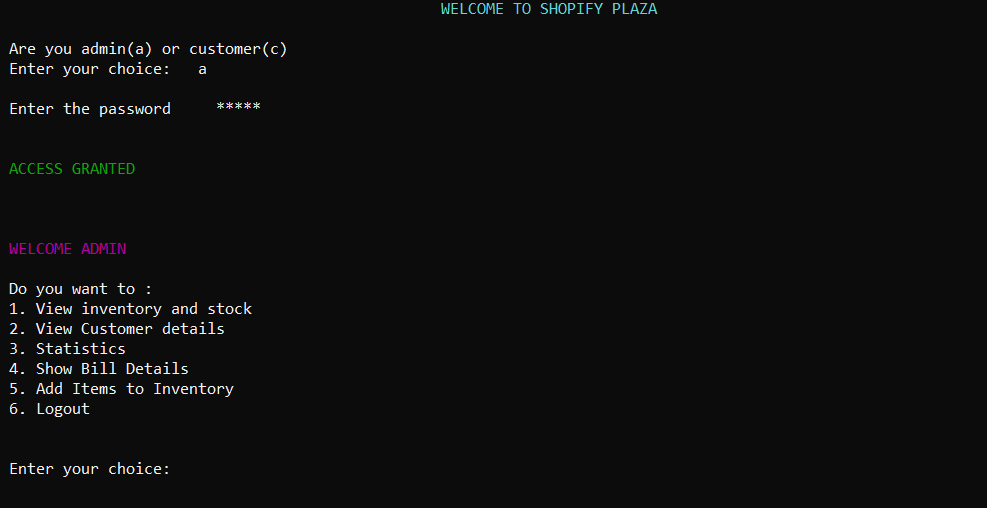 WELCOME TO SHOPIFY PLAZA
Are you admin(a) or customer(c)
Enter your choice:   a
Enter the password     *****
ACCESS GRANTED
WELCOME ADMIN
Do you want to :
1. View inventory and stock
2. View Customer details
3. Statistics
4. Show Bill Details
5. Add Items to Inventory
6. Logout
Enter your choice: